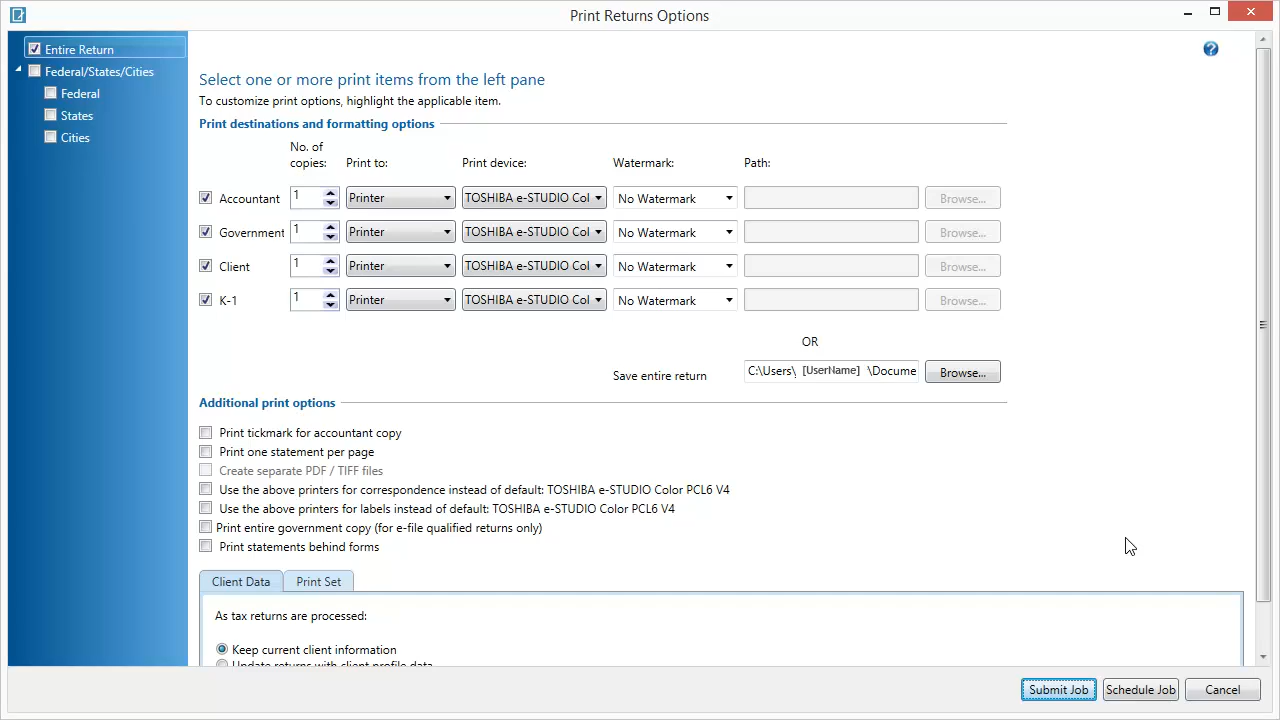 Print Returns Options
Entire Return
Federal/States/Cities
Federal
States
Cities
Select one or more print items from the left pane
To customize print options, highlight the applicable item.
Print destinations and formatting options
No. of
copies: Print to: Print device: Watermark: Path:
Accountant 1 Printer TOSHIBA e-STUDIO Col No Watermark Browse...
Government 1 Printer TOSHIBA e-STUDIO Col No Watermark Browse...
Client 1 Printer TOSHIBA e-STUDIO Col No Watermark Browse...
K-1 1 Printer TOSHIBA e-STUDIO Col No Watermark Browse...
OR
Save entire return C:\Users\ [UserName] \Docume Browse...
Additional print options
Print tickmark for accountant copy
Print one statement per page
Create separate PDF / TIFF files
Use the above printers for correspondence instead of default: TOSHIBA e-STUDIO Color PCL6 V4
Use the above printers for labels instead of default: TOSHIBA e-STUDIO Color PCL6 V4
Print entire government copy (for e-file qualified returns only)
Print statements behind forms
Client Data Print Set
As tax returns are processed:
Keep current client information
Update returns with client profile data
Submit Job Schedule Job Cancel